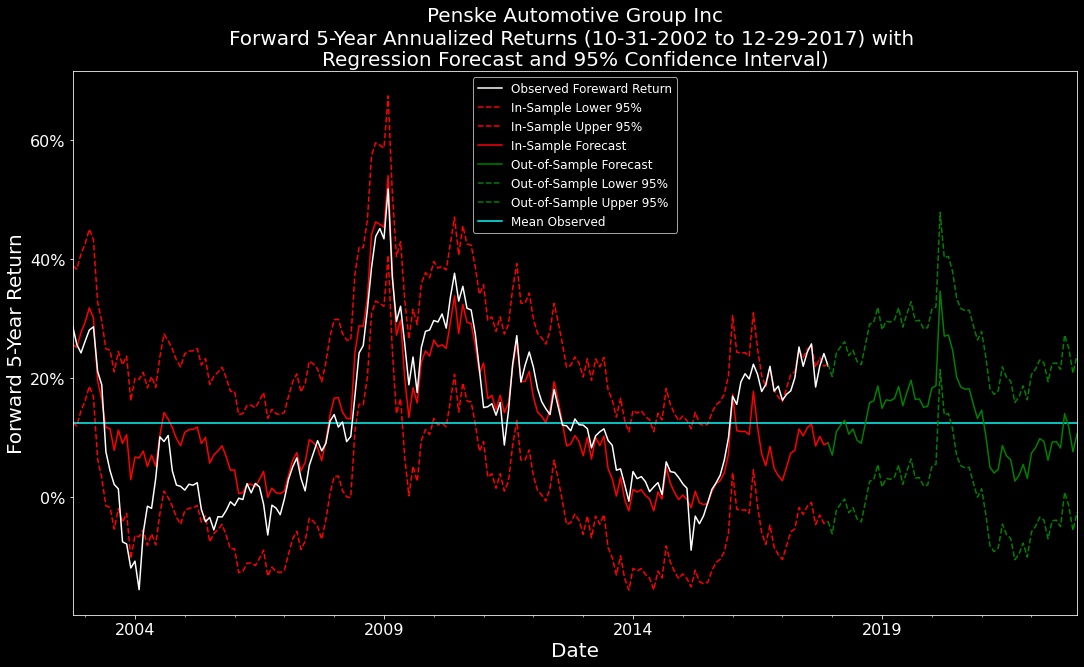 Penske Automotive Group Inc
Forward 5-Year Annualized Returns (10-31-2002 to 12-29-2017) with
Regression Forecast and 95% Confidence Interval)
Observed Foreward Return
In-Sample Lower 95%
In-Sample Upper 95%
In-Sample Forecast
Out-of-Sample Forecast
Out-of-Sample Lower 95%
Out-of-Sample Upper 95%
Mean Observed
Forward 5-Year Return
60%
40%
20%
0%
2004
2009
2014
2019
Date